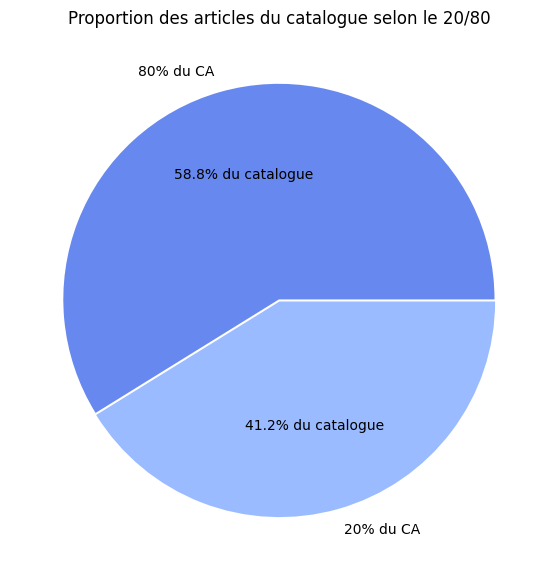 Proportion des articles du catalogue selon le 20/80
80% du CA
58.8% du catalogue
41.2% du catalogue
20% du CA